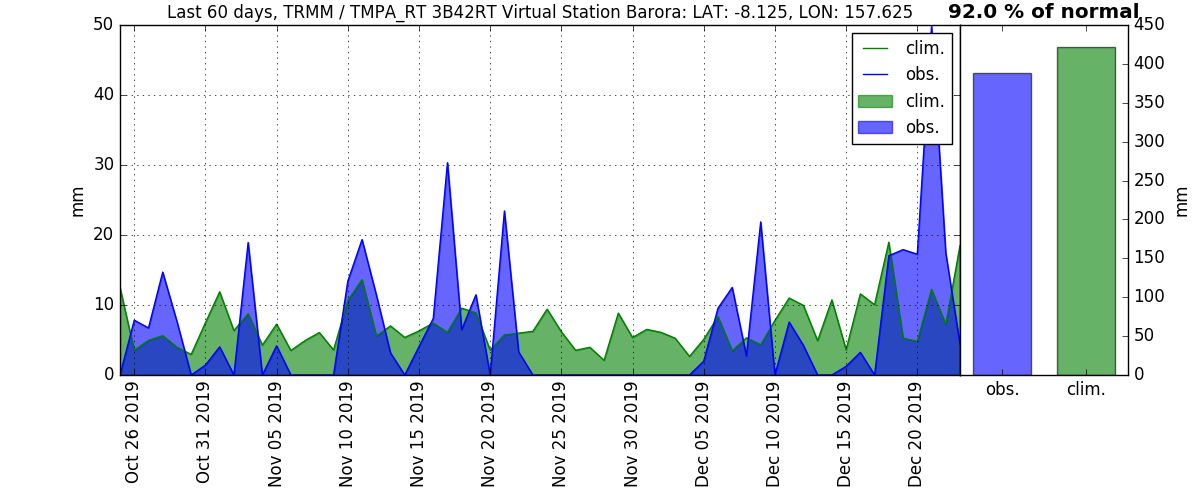 Last 60 days, TRMM / TMPA_RT 3B42RT Virtual Station Barora: LAT: -8.125, LON: 157.625
92.0 % of normal
50
40
30
20
10
0
mm
clim.
obs.
clim.
obs.
450
400
350
300
250
200
150
100
50
0
mm
Oct 26 2019
Oct 31 2019
Nov 05 2019
Nov 10 2019
Nov 15 2019
Nov 20 2019
Nov 25 2019
Nov 30 2019
Dec 05 2019
Dec 10 2019
Dec 15 2019
Dec 20 2019
obs.
clim.